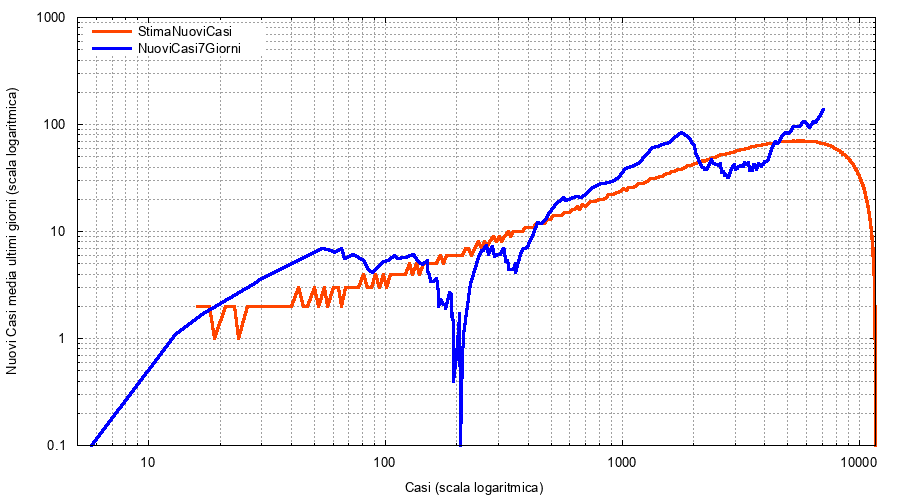 1000
StimaNuoviCasi
NuoviCasi7Giorni
100
10
1
0.1
Nuovi Casi media ultimi giorni (scala logaritmica)
10
100
1000
10000
Casi (scala logaritmica)